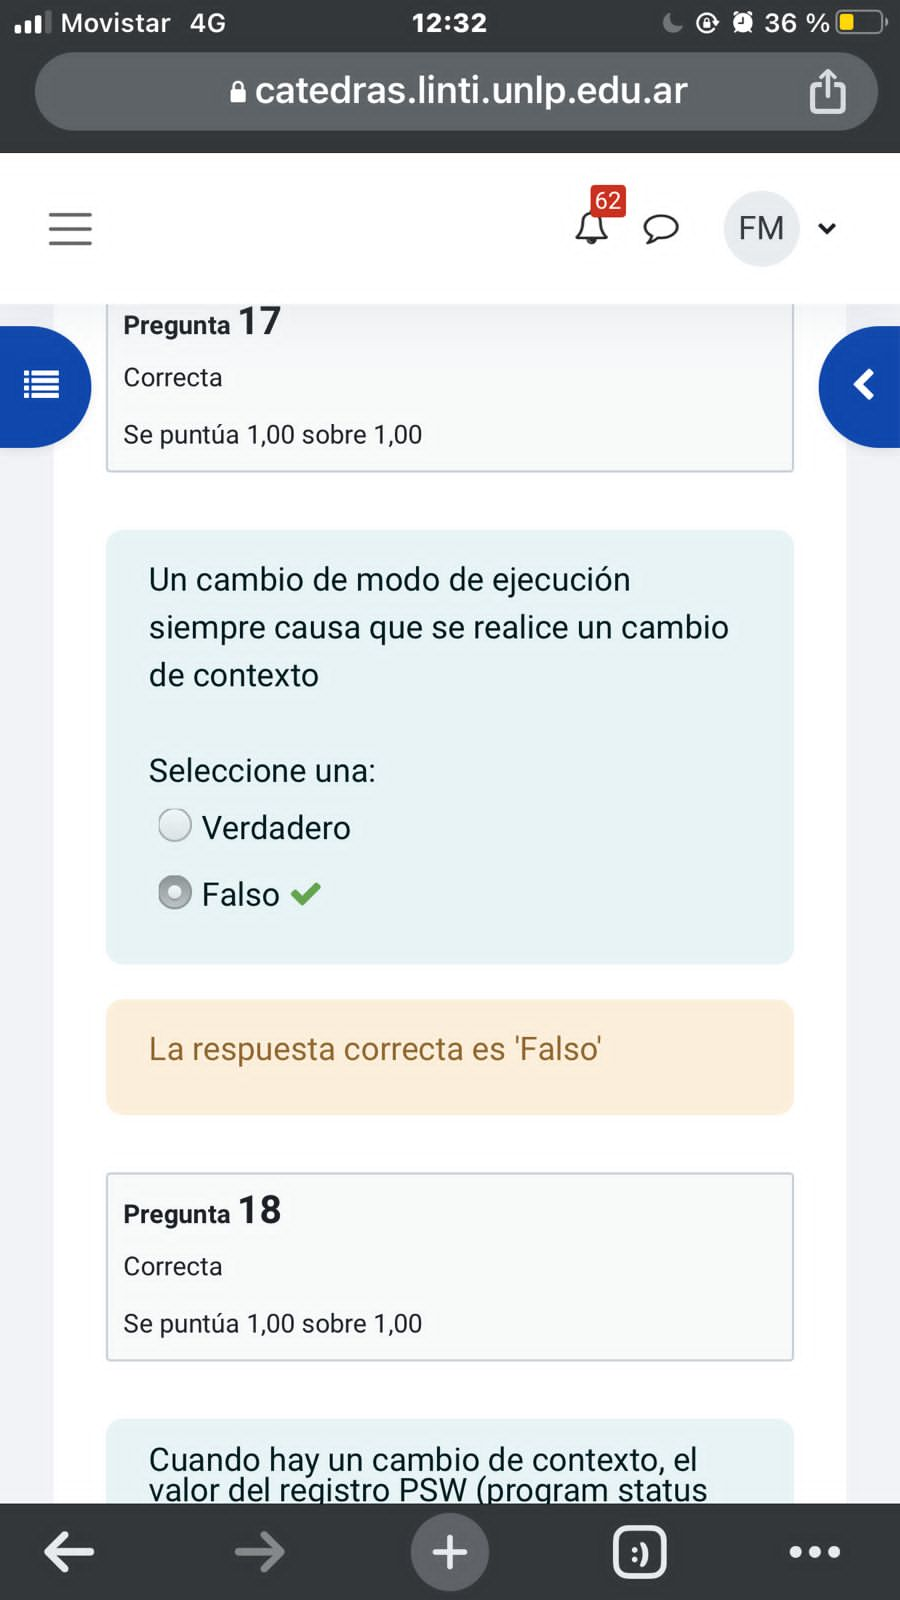 Movistar 4G 12:32 36 %
catedras.linti.unlp.edu.ar
62
FM
Pregunta 17
Correcta
Se puntúa 1,00 sobre 1,00
Un cambio de modo de ejecución
siempre causa que se realice un cambio
de contexto
Seleccione una:
Verdadero
Falso
La respuesta correcta es 'Falso'
Pregunta 18
Correcta
Se puntúa 1,00 sobre 1,00
Cuando hay un cambio de contexto, el
valor del registro PSW (program status
:)